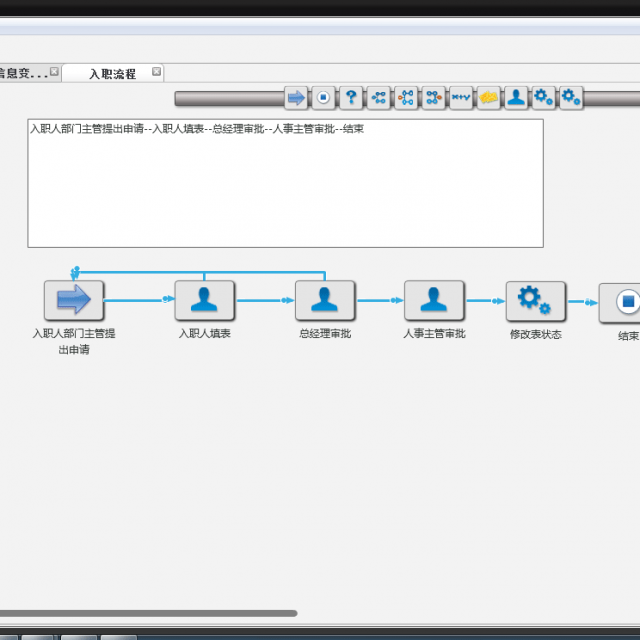 信息变...
入职流程
入职人部门主管提出申请--入职人填表--总经理审批--人事主管审批--结束
入职人部门主管提
出申请
入职人填表
总经理审批
人事主管审批
修改表状态
结束